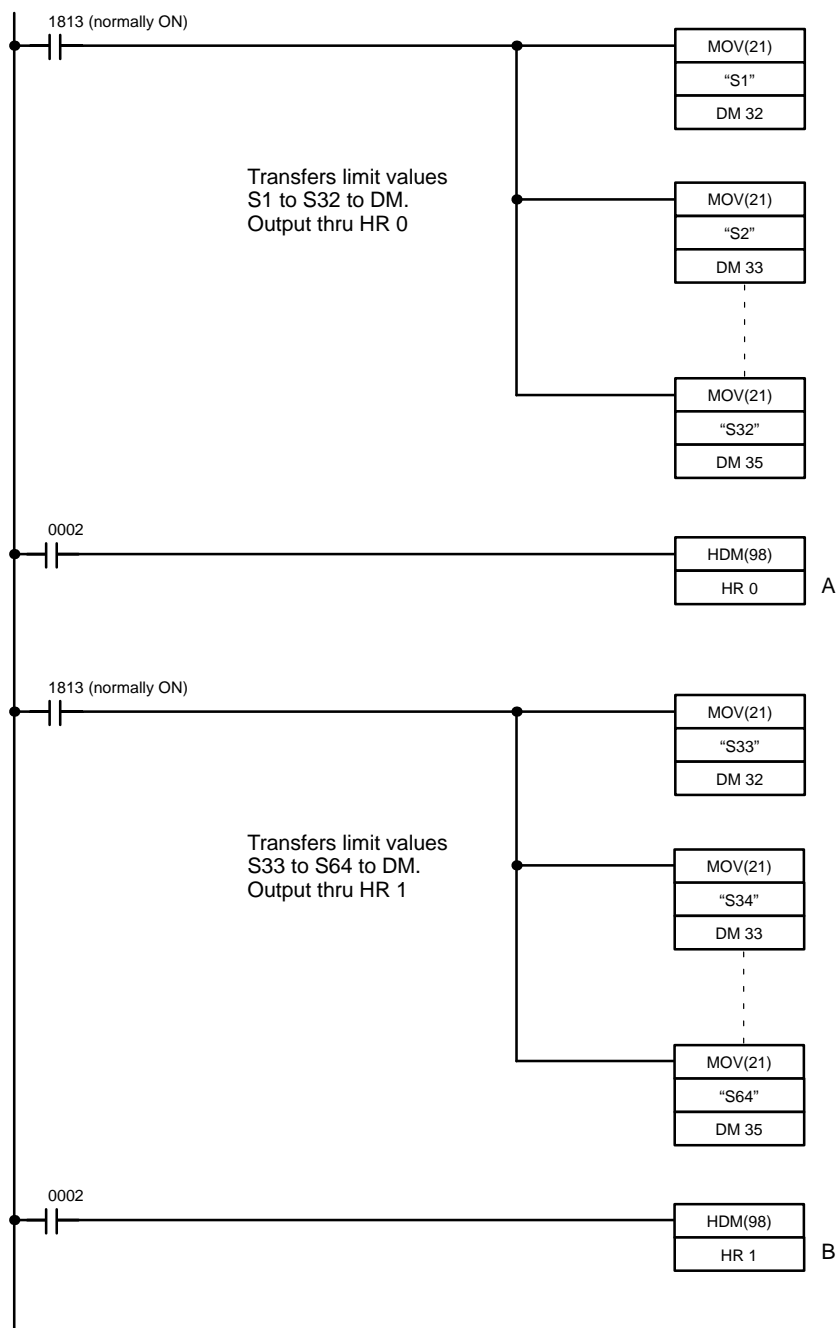 1813 (normally ON)
MOV(21)
“S1”
DM 32
Transfers limit values
S1 to S32 to DM.
Output thru HR 0
MOV(21)
“S2”
DM 33
MOV(21)
“S32”
DM 35
0002
HDM(98)
HR 0
A
1813 (normally ON)
MOV(21)
“S33”
DM 32
Transfers limit values
S33 to S64 to DM.
Output thru HR 1
MOV(21)
“S34”
DM 33
MOV(21)
“S64”
DM 35
0002
HDM(98)
HR 1
B